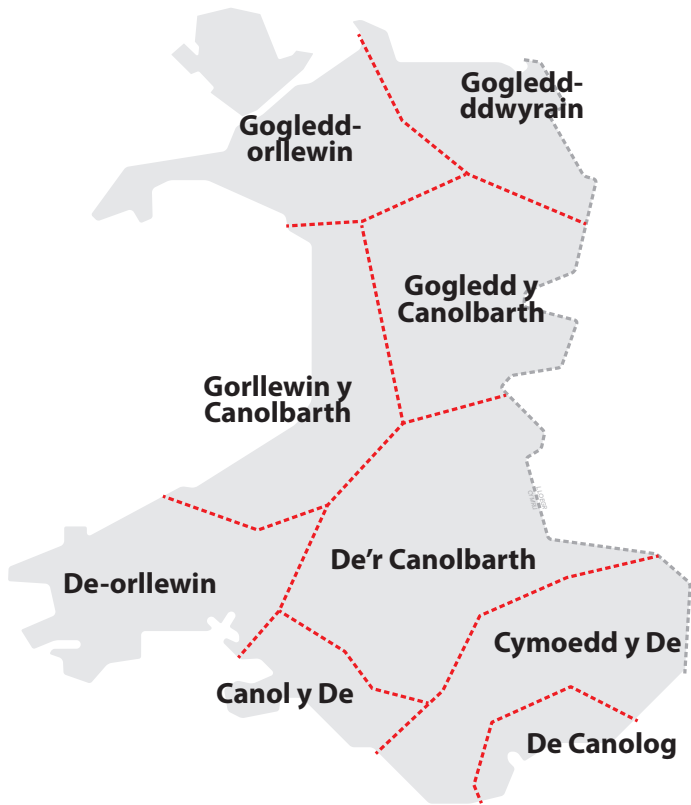 Gogledd-
ddwyrain
Gogledd-
orllewin
Gogledd y
Canolbarth
Gorllewin y
Canolbarth
De'r Canolbarth
De-orllewin
Cymoedd y De
Canol y De
De Canolog